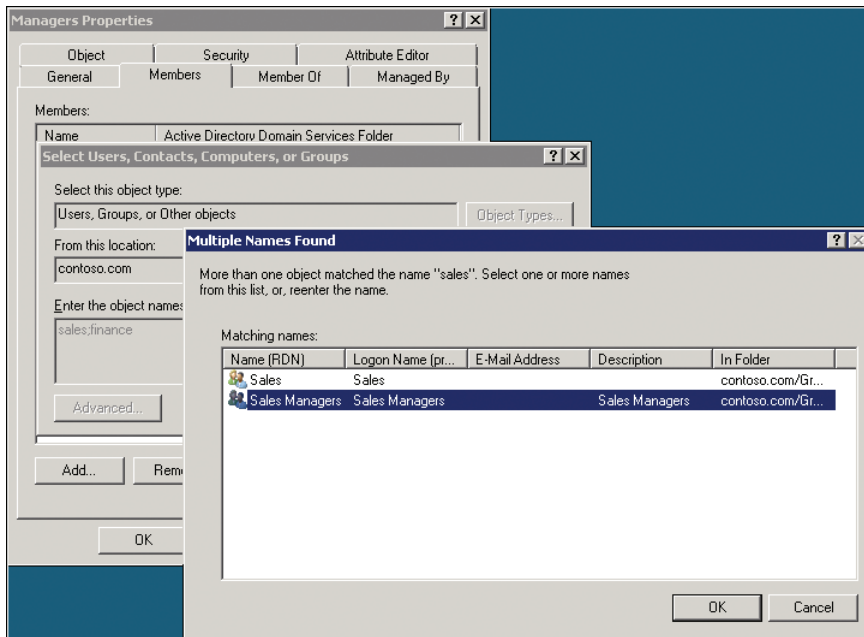 Managers Properties
Object Security Attribute Editor
General Members Member Of Managed By
Members:
Name Active Directory Domain Services Folder
Select Users, Contacts, Computers, or Groups
Select this object type:
Users, Groups, or Other objects Object Types...
From this location:
contoso.com
Enter the object names
sales;finance
Advanced...
Add... Remo
OK
Multiple Names Found
More than one object matched the name "sales". Select one or more names
from this list, or, reenter the name.
Matching names:
Name (RDN) Logon Name (pr... E-Mail Address Description In Folder
Sales Sales contoso.com/Gr...
Sales Managers Sales Managers Sales Managers contoso.com/Gr...
OK Cancel